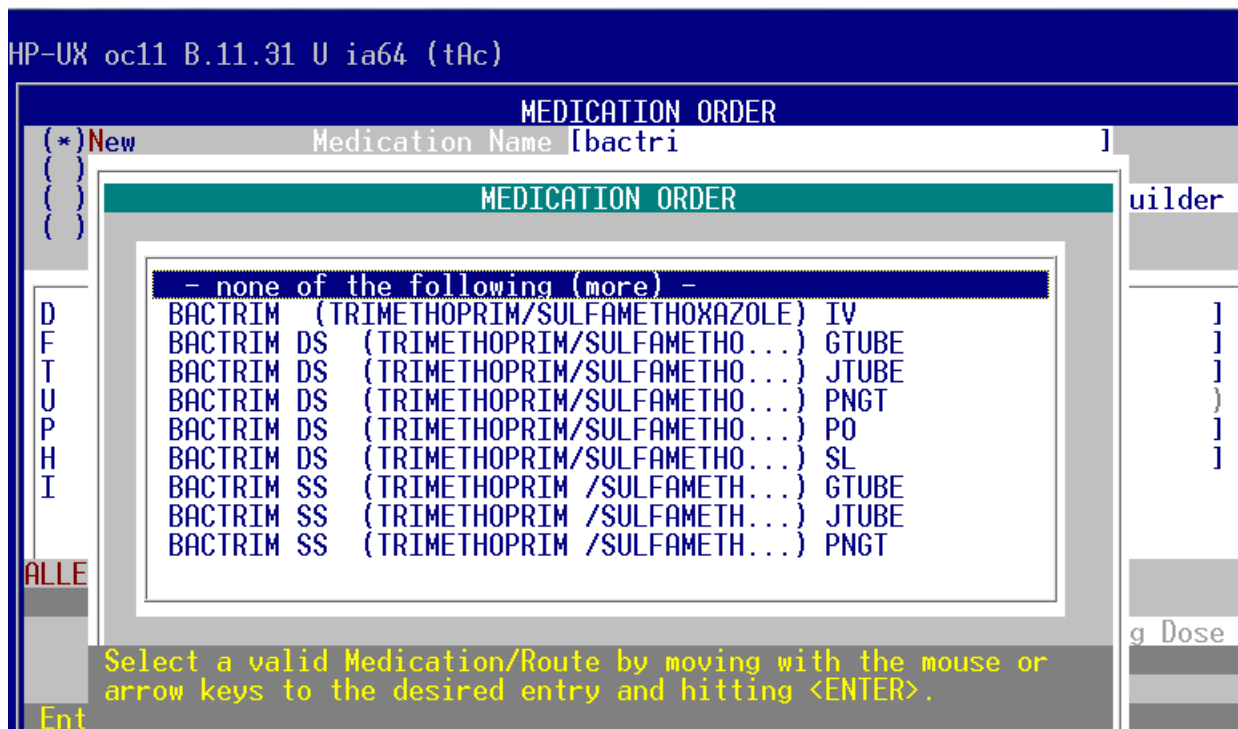 HP-UX oc11 B.11.31 U ia64 (tAc)
MEDICATION ORDER
(*)New Medication Name [bactri ]
( )
( ) uilder
( )
MEDICATION ORDER
- none of the following (more) -
D BACTRIM (TRIMETHOPRIM/SULFAMETHOXAZOLE) IV ]
F BACTRIM DS (TRIMETHOPRIM/SULFAMETHO...) GTUBE ]
T BACTRIM DS (TRIMETHOPRIM/SULFAMETHO...) JTUBE ]
U BACTRIM DS (TRIMETHOPRIM/SULFAMETHO...) PNGT )
P BACTRIM DS (TRIMETHOPRIM/SULFAMETHO...) PO ]
H BACTRIM DS (TRIMETHOPRIM/SULFAMETHO...) SL ]
I BACTRIM SS (TRIMETHOPRIM /SULFAMETH...) GTUBE
BACTRIM SS (TRIMETHOPRIM /SULFAMETH...) JTUBE
BACTRIM SS (TRIMETHOPRIM /SULFAMETH...) PNGT
ALLE
g Dose
Select a valid Medication/Route by moving with the mouse or
arrow keys to the desired entry and hitting <ENTER>.
Ent